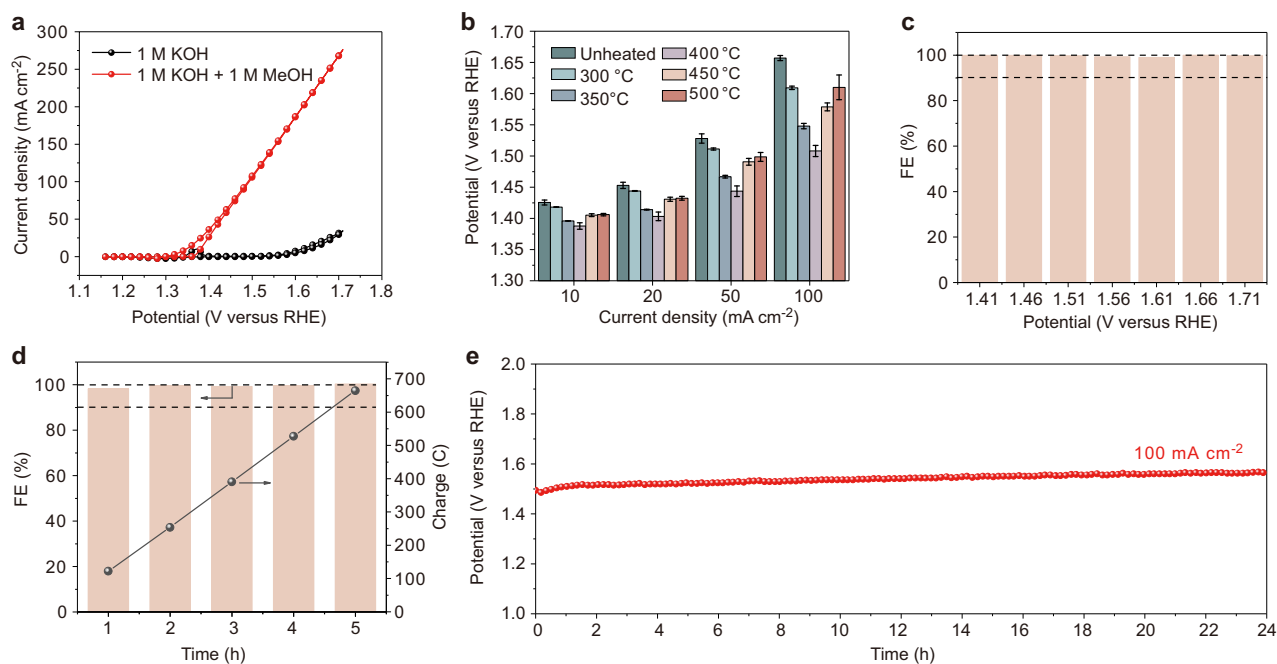 a
1 M KOH
1 M KOH + 1 M MeOH
Current density (mA cm-2)
300
250
200
150
100
50
0
1.1 1.2 1.3 1.4 1.5 1.6 1.7 1.8
Potential (V versus RHE)
b
Unheated
300 °C
350°C
400 °C
450°C
500 °C
Potential (V versus RHE)
1.70
1.65
1.60
1.55
1.50
1.45
1.40
1.35
1.30
10 20 50 100
Current density (mA cm-2)
c
FE (%)
120
100
80
60
40
20
0
1.41 1.46 1.51 1.56 1.61 1.66 1.71
Potential (V versus RHE)
d
FE (%)
100
80
60
40
20
0
700
600
500
400
300
200
100
0
Charge (C)
1 2 3 4 5
Time (h)
e
Potential (V versus RHE)
2.0
1.8
1.6
1.4
1.2
1.0
100 mA cm-2
0 2 4 6 8 10 12 14 16 18 20 22 24
Time (h)